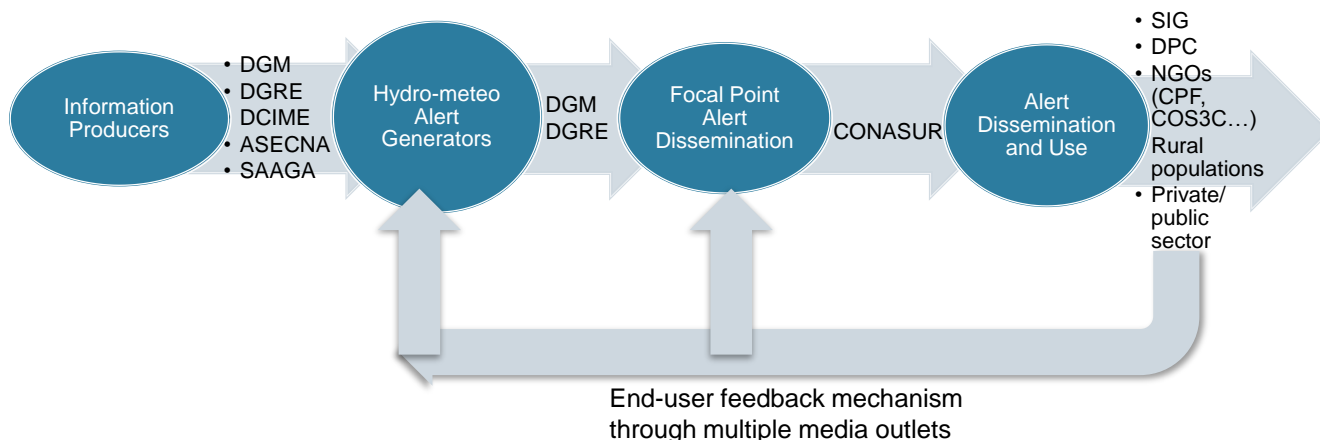 Information
Producers
• DGM
• DGRE
DCIME
• ASECNA
• SAAGA
Hydro-meteo
Alert
Generators
DGM
DGRE
Focal Point
Alert
Dissemination
CONASUR
Alert
Dissemination
and Use
• SIG
• DPC
• NGOs
(CPF,
COS3C…)
Rural
populations
• Private/
public
sector
End-user feedback mechanism
through multiple media outlets